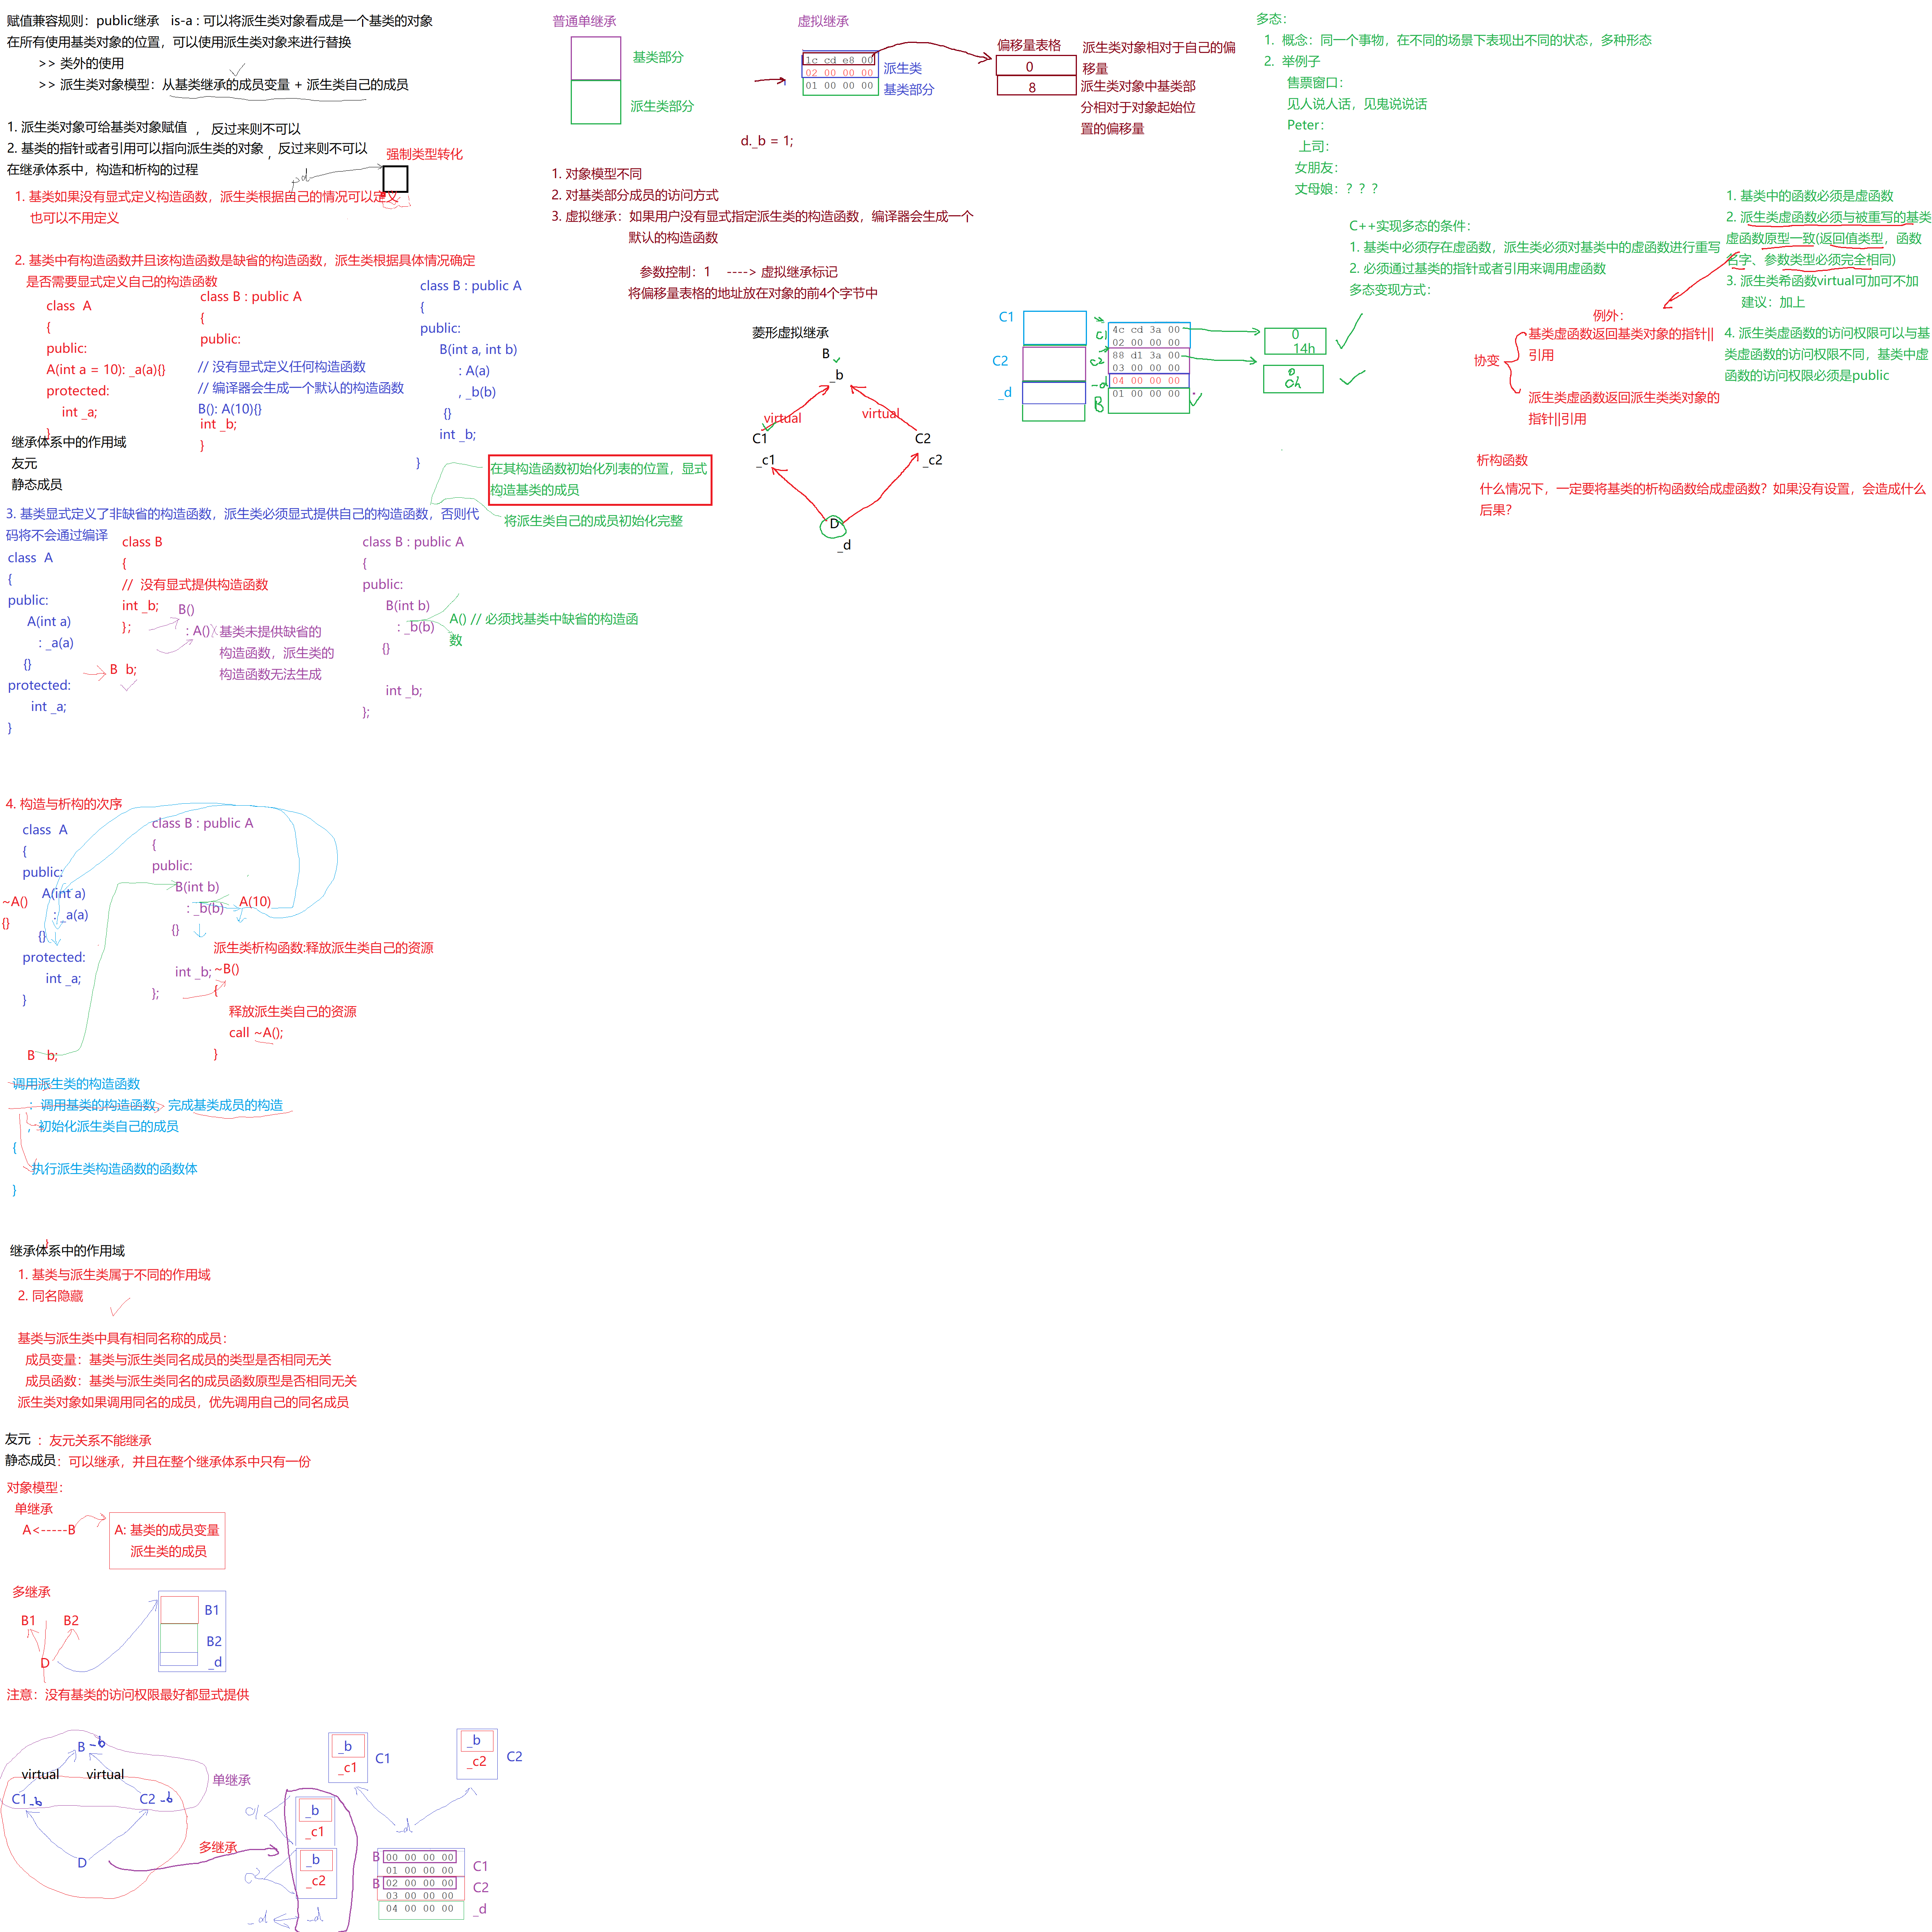 赋值兼容规则：public继承 is-a : 可以将派生类对象看成是一个基类的对象
在所有使用基类对象的位置，可以使用派生类对象来进行替换
>> 类外的使用
>> 派生类对象模型：从基类继承的成员变量 + 派生类自己的成员
1. 派生类对象可给基类对象赋值 ，反过来则不可以
2. 基类的指针或者引用可以指向派生类的对象 ，反过来则不可以
强制类型转化
在继承体系中，构造和析构的过程
1. 基类如果没有显式定义构造函数，派生类根据自己的情况可以定义
也可以不用定义
2. 基类中有构造函数并且该构造函数是缺省的构造函数，派生类根据具体情况确定
是否需要显式定义自己的构造函数
class A
{
public:
A(int a = 10): _a(a){}
protected:
int _a;
}
class B : public A
{
public:
// 没有显式定义任何构造函数
// 编译器会生成一个默认的构造函数
B(): A(10){}
int _b;
}
class B : public A
{
public:
B(int a, int b)
: A(a)
, _b(b)
{}
int _b;
}
继承体系中的作用域
友元
静态成员
在其构造函数初始化列表的位置，显式
构造基类的成员
将派生类自己的成员初始化完整
3. 基类显式定义了非缺省的构造函数，派生类必须显式提供自己的构造函数，否则代
码将不会通过编译
class A
{
public:
A(int a)
: _a(a)
{}
protected:
int _a;
}
class B
{
// 没有显式提供构造函数
int _b;
};
B()
: A()
基类未提供缺省的
构造函数，派生类的
构造函数无法生成
B b;
class B : public A
{
public:
B(int b)
: _b(b)
{}
int _b;
};
A() // 必须找基类中缺省的构造函
数
4. 构造与析构的次序
class A
{
public:
A(int a)
: _a(a)
{}
protected:
int _a;
}
~A()
{}
class B : public A
{
public:
B(int b)
: _b(b)
{}
int _b;
};
A(10)
派生类析构函数:释放派生类自己的资源
~B()
{
释放派生类自己的资源
call ~A();
}
B b;
调用派生类的构造函数
: 调用基类的构造函数，完成基类成员的构造
, 初始化派生类自己的成员
{
执行派生类构造函数的函数体
}
}
继承体系中的作用域
1. 基类与派生类属于不同的作用域
2. 同名隐藏
基类与派生类中具有相同名称的成员：
成员变量：基类与派生类同名成员的类型是否相同无关
成员函数：基类与派生类同名的成员函数原型是否相同无关
派生类对象如果调用同名的成员，优先调用自己的同名成员
友元 ：友元关系不能继承
静态成员：可以继承，并且在整个继承体系中只有一份
对象模型：
单继承
A<-----B
A: 基类的成员变量
派生类的成员
多继承
B1 B2
D
B1
B2
_d
注意：没有基类的访问权限最好都显式提供
B _b
virtual virtual
C1 _b C2 _b
D
单继承
多继承
_b
_c1
C1
_b
_c2
C2
_d
_b
_c1
_b
_c2
_d
_d
B 00 00 00 00
01 00 00 00 C1
B 02 00 00 00 C2
03 00 00 00
04 00 00 00 _d
普通单继承
基类部分
派生类部分
虚拟继承
1c cd e8 00
02 00 00 00
01 00 00 00
派生类
基类部分
偏移量表格
0
8
派生类对象相对于自己的偏
移量
派生类对象中基类部
分相对于对象起始位
置的偏移量
d._b = 1;
1. 对象模型不同
2. 对基类部分成员的访问方式
3. 虚拟继承：如果用户没有显式指定派生类的构造函数，编译器会生成一个
默认的构造函数
参数控制：1 ----> 虚拟继承标记
将偏移量表格的地址放在对象的前4个字节中
菱形虚拟继承
B
_b
virtual virtual
C1 C2
_c1 _c2
D
_d
C1
C2
_d
C1
C2
_d
B
4c cd 3a 00
02 00 00 00
88 d1 3a 00
03 00 00 00
04 00 00 00
01 00 00 00
0
14h
0
Ch
多态：
1. 概念：同一个事物，在不同的场景下表现出不同的状态，多种形态
2. 举例子
售票窗口：
见人说人话，见鬼说说话
Peter：
上司：
女朋友：
丈母娘：？？？
C++实现多态的条件：
1. 基类中必须存在虚函数，派生类必须对基类中的虚函数进行重写
2. 必须通过基类的指针或者引用来调用虚函数
多态变现方式：
1. 基类中的函数必须是虚函数
2. 派生类虚函数必须与被重写的基类
虚函数原型一致(返回值类型，函数
名字、参数类型必须完全相同)
3. 派生类希函数virtual可加可不加
建议：加上
4. 派生类虚函数的访问权限可以与基
类虚函数的访问权限不同，基类中虚
函数的访问权限必须是public
例外：
协变
基类虚函数返回基类对象的指针||
引用
派生类虚函数返回派生类类对象的
指针||引用
析构函数
什么情况下，一定要将基类的析构函数给成虚函数？如果没有设置，会造成什么
后果？